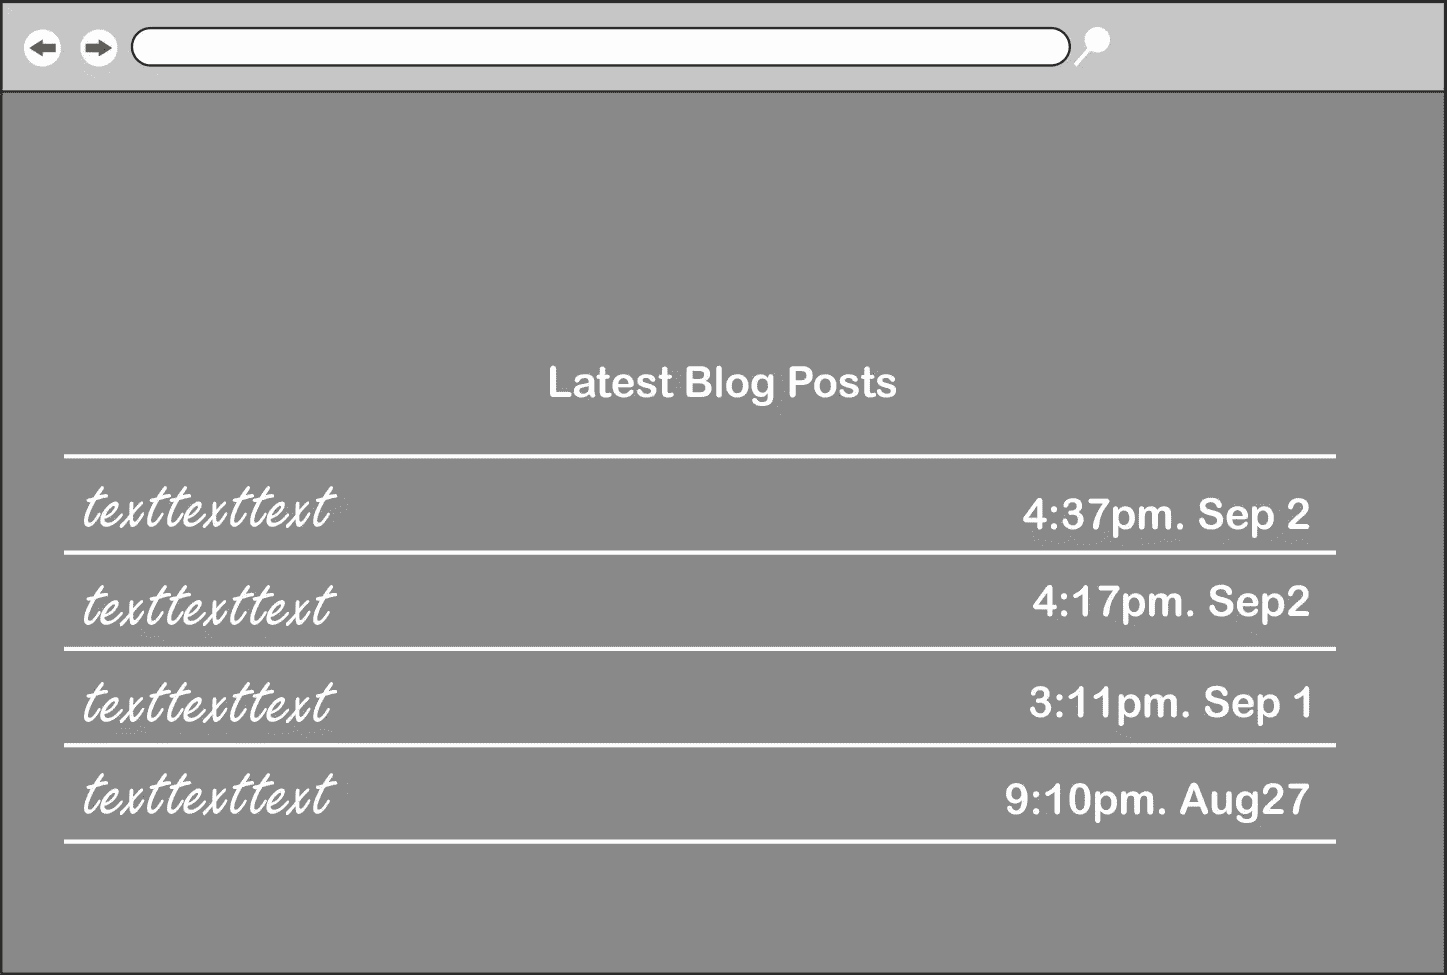 Latest Blog Posts
texttexttext 4:37pm. Sep 2
texttexttext 4:17pm. Sep2
texttexttext 3:11pm. Sep 1
texttexttext 9:10pm. Aug27